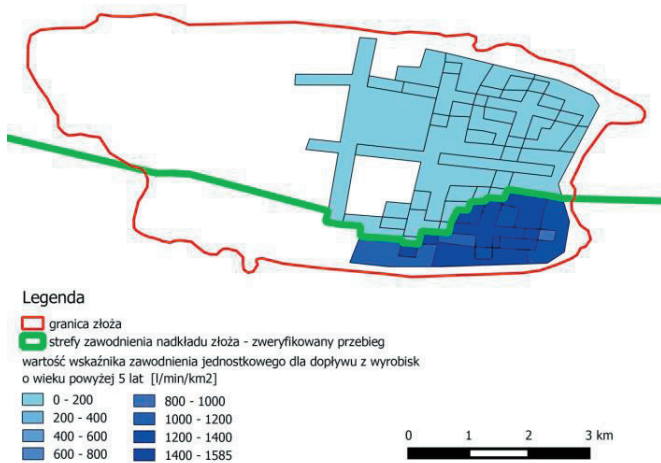 Legenda
granica złoża
strefy zawodnienia nadkładu złoża - zweryfikowany przebieg
wartość wskaźnika zawodnienia jednostkowego dla dopływu z wyrobisk
o wieku powyżej 5 lat [l/min/km2]
0 - 200
200 - 400
400 - 600
600 - 800
800 - 1000
1000 - 1200
1200 - 1400
1400 - 1585
0 1 2 3 km